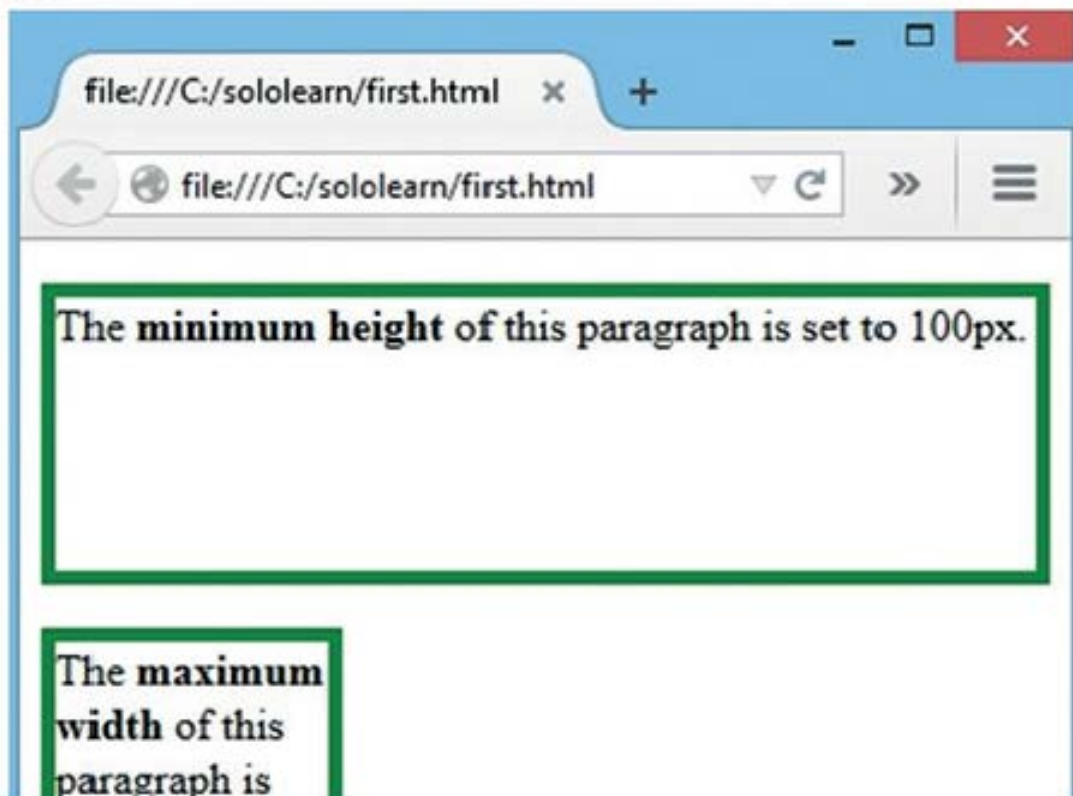 file:///C:/sololearn/first.html
file:///C:/sololearn/first.html
The minimum height of this paragraph is set to 100px.
The maximum
width of this
paragraph is